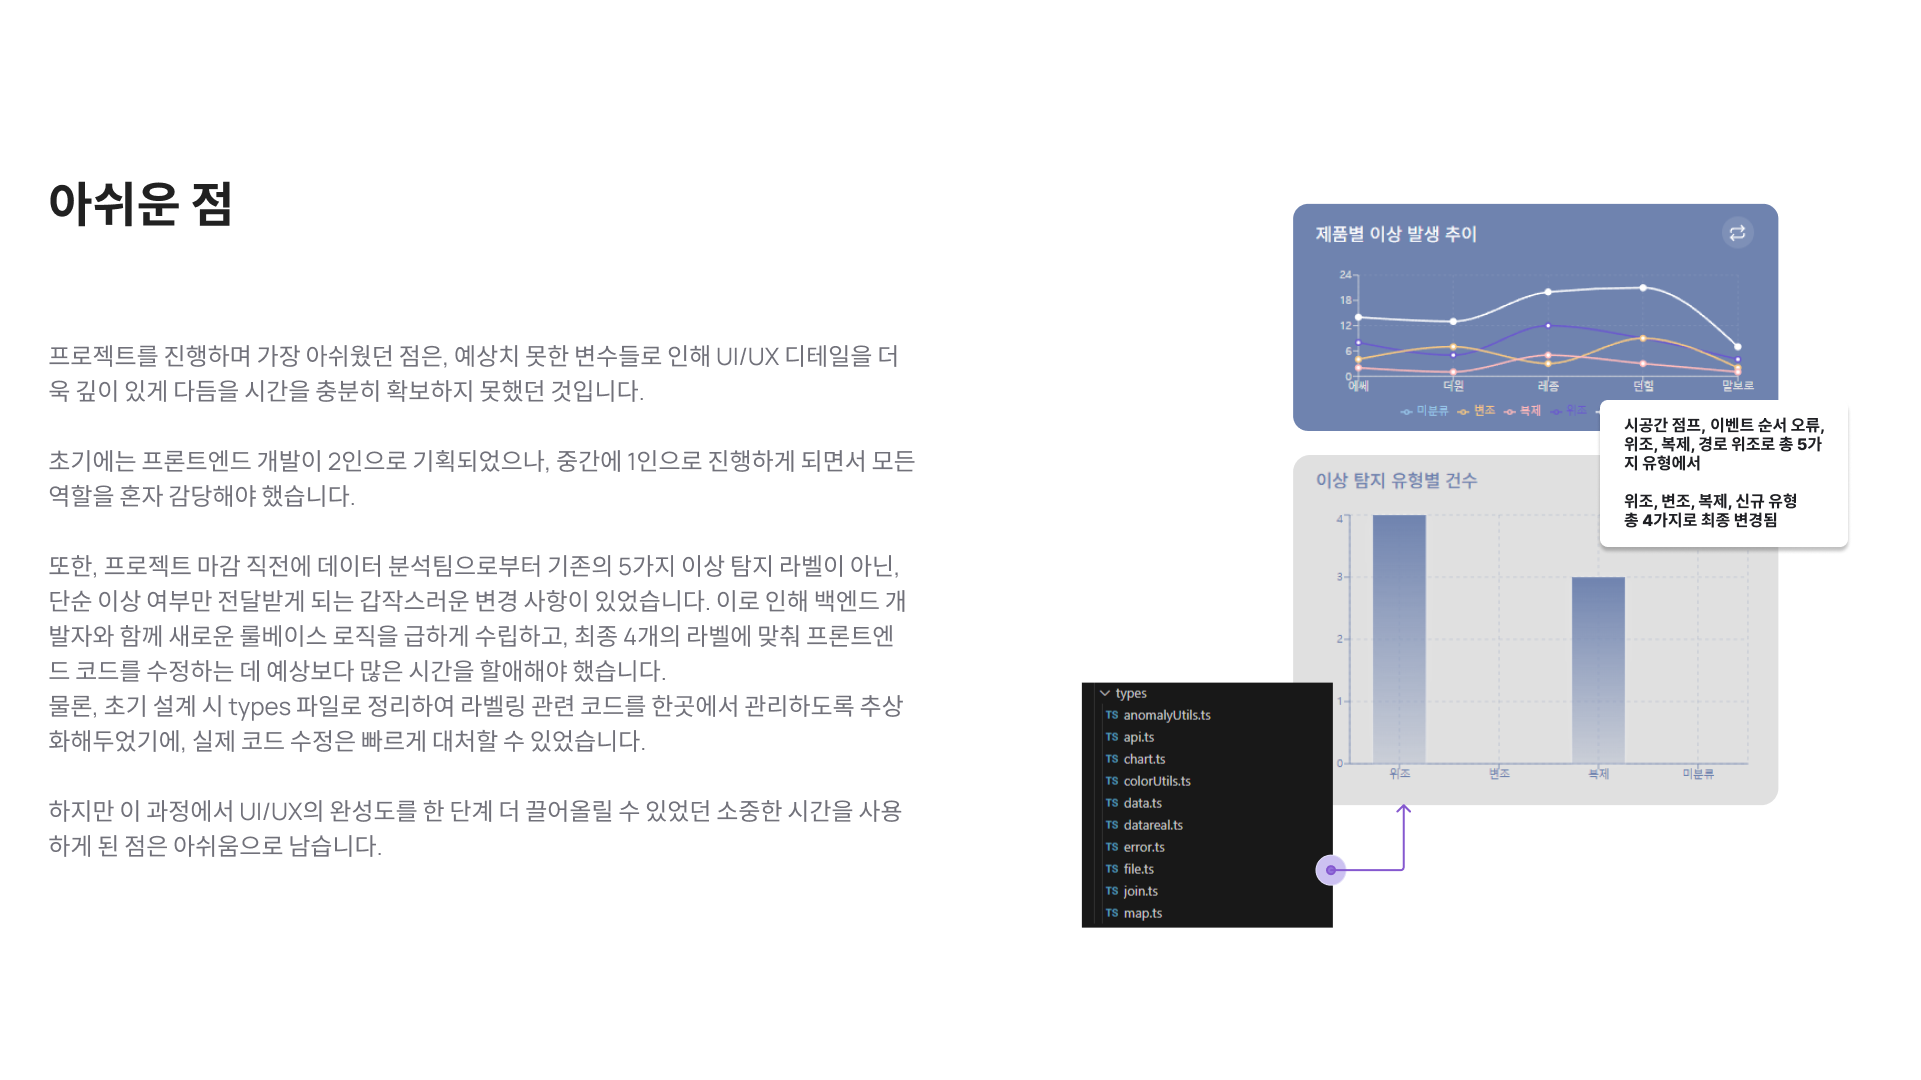 아쉬운 점
프로젝트를 진행하며 가장 아쉬웠던 점은, 예상치 못한 변수들로 인해 UI/UX 디테일을 더
욱 깊이 있게 다듬을 시간을 충분히 확보하지 못했던 것입니다.
초기에는 프론트엔드 개발이 2인으로 기획되었으나, 중간에 1인으로 진행하게 되면서 모든
역할을 혼자 감당해야 했습니다.
또한, 프로젝트 마감 직전에 데이터 분석팀으로부터 기존의 5가지 이상 탐지 라벨이 아닌,
단순 이상 여부만 전달받게 되는 갑작스러운 변경 사항이 있었습니다. 이로 인해 백엔드 개
발자와 함께 새로운 룰베이스 로직을 급하게 수립하고, 최종 4개의 라벨에 맞춰 프론트엔
드 코드를 수정하는 데 예상보다 많은 시간을 할애해야 했습니다.
물론, 초기 설계 시 types 파일로 정리하여 라벨링 관련 코드를 한곳에서 관리하도록 추상
화해두었기에, 실제 코드 수정은 빠르게 대처할 수 있었습니다.
하지만 이 과정에서 UI/UX의 완성도를 한 단계 더 끌어올릴 수 있었던 소중한 시간을 사용
하게 된 점은 아쉬움으로 남습니다.
제품별 이상 발생 추이
24
18
12
6
0
에쎄 더원 레종 던힐 말보로
미분류 변조 복제 위조
시공간 점프, 이벤트 순서 오류,
위조, 복제, 경로 위조로 총 5가
지 유형에서
위조, 변조, 복제, 신규 유형
총 4가지로 최종 변경됨
이상 탐지 유형별 건수
4
3
2
1
0
위조 변조 복제 미분류
types
TS anomalyUtils.ts
TS api.ts
TS chart.ts
TS colorUtils.ts
TS data.ts
TS datareal.ts
TS error.ts
TS file.ts
TS join.ts
TS map.ts